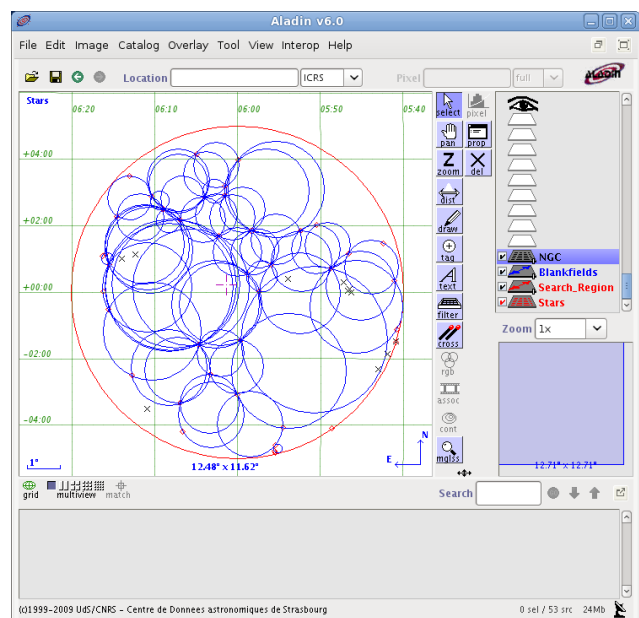 Aladin v6.0
File Edit Image Catalog Overlay Tool View Interop Help
Location ICRS Pixel full Aladin
Stars
06:20 06:10 06:00 05:50 05:40
+04:00
+02:00
+00:00
-02:00
-04:00
1°
12.48° x 11.62°
N
E
select pixel
pan prop
zoom del
dist
draw
tag
text
filter
cross
rgb
assoc
cont
mglss
NGC
Blankfields
Search_Region
Stars
Zoom 1x
12.71° x 12.71°
grid multiview match
Search
(c)1999-2009 UdS/CNRS - Centre de Donnees astronomiques de Strasbourg
0 sel / 53 src 24Mb